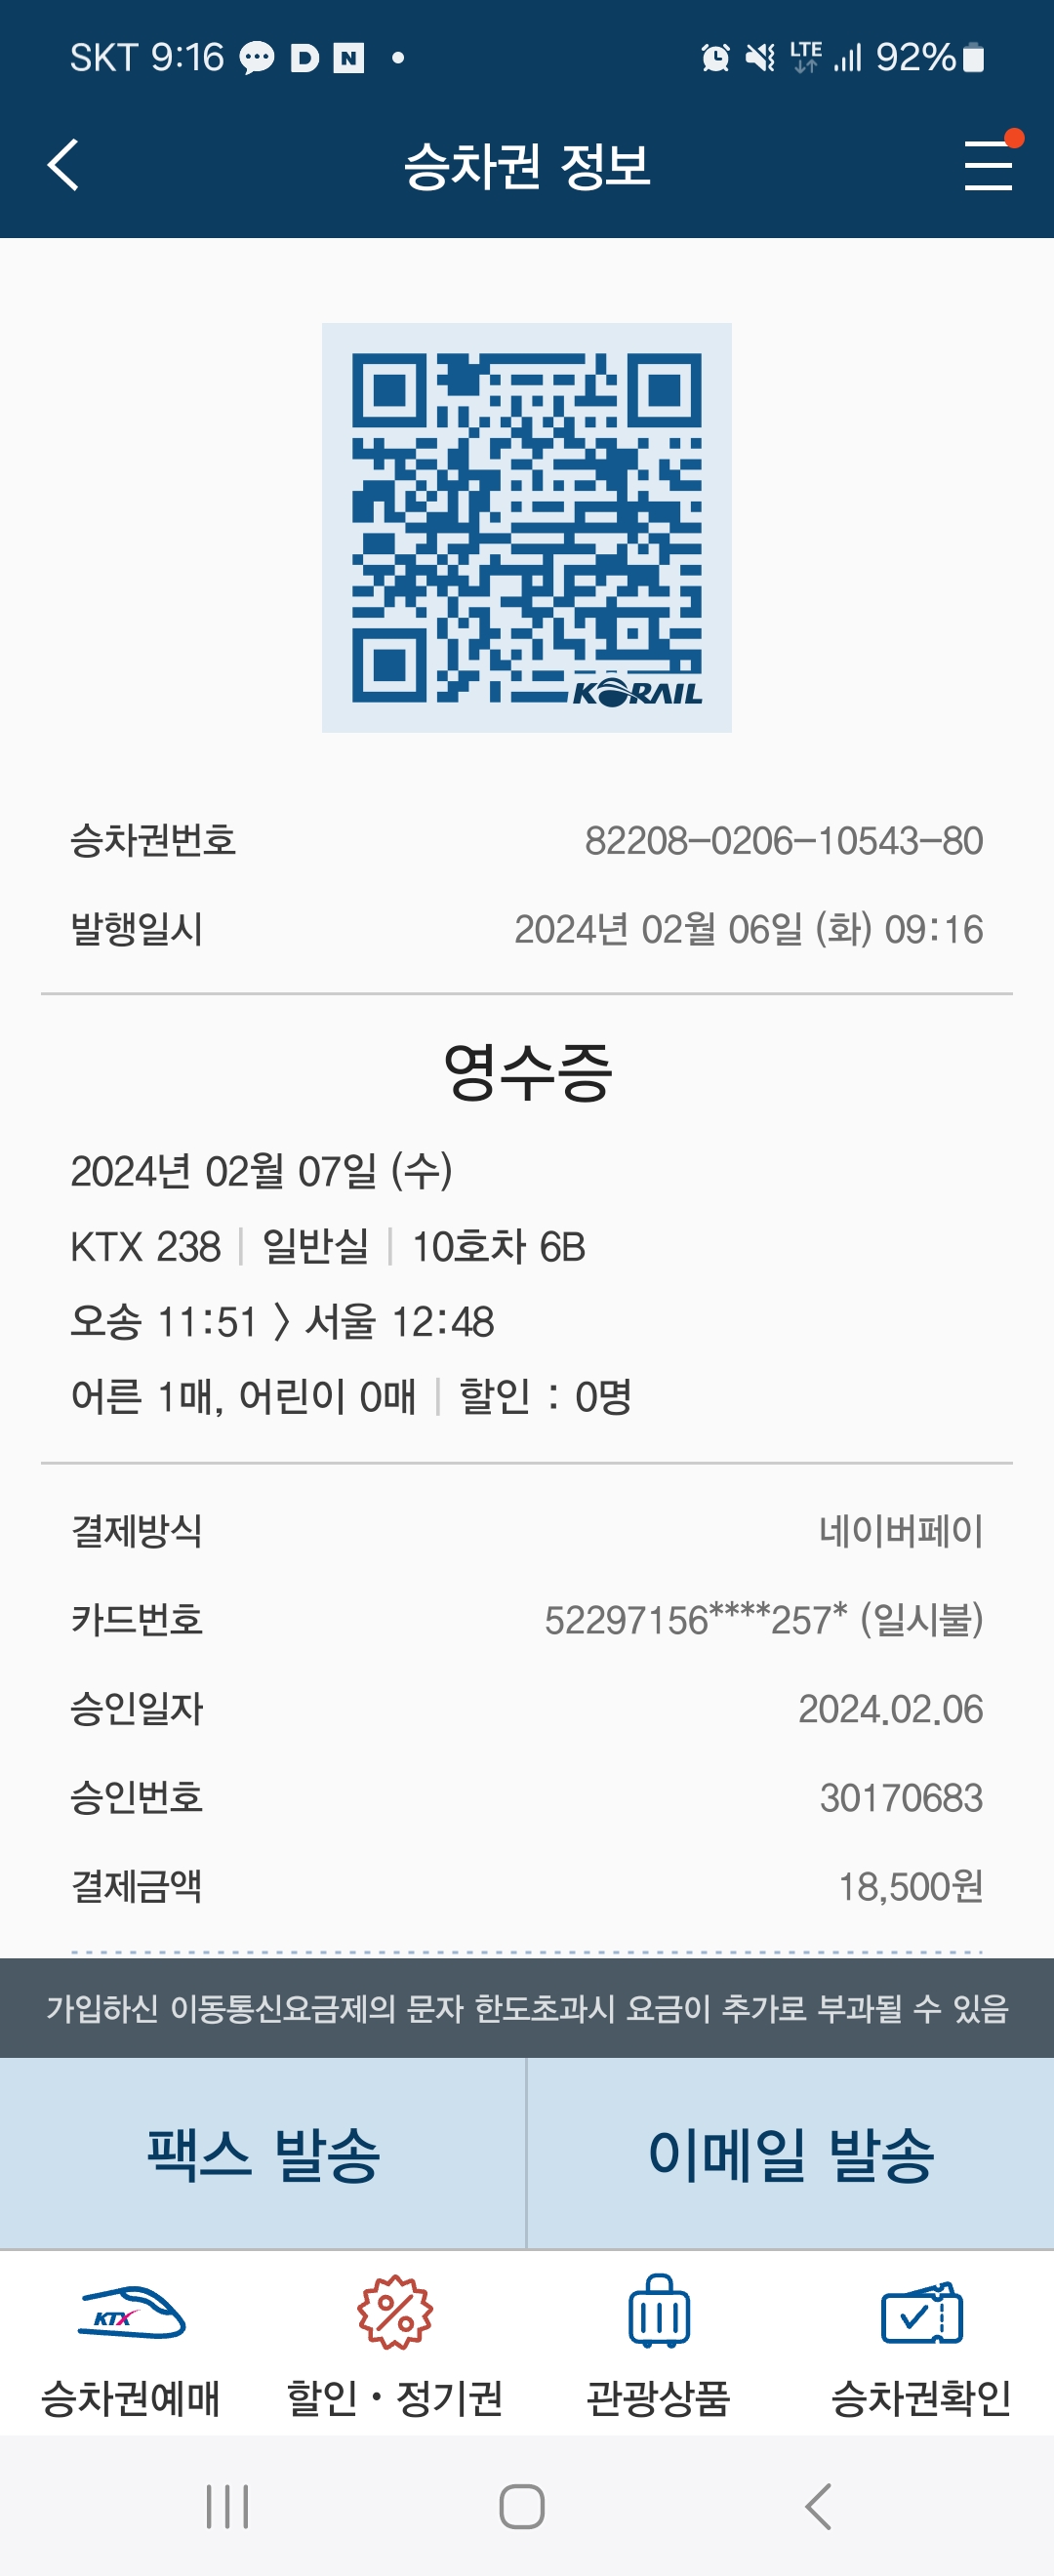 SKT 9:16 D N LTE 92%
승차권 정보
KORAIL
승차권번호 82208-0206-10543-80
발행일시 2024년 02월 06일 (화) 09:16
영수증
2024년 02월 07일 (수)
KTX 238 | 일반실 | 10호차 6B
오송 11:51 〉 서울 12:48
어른 1매, 어린이 0매 | 할인 : 0명
결제방식 네이버페이
카드번호 52297156****257* (일시불)
승인일자 2024.02.06
승인번호 30170683
결제금액 18,500원
가입하신 이동통신요금제의 문자 한도초과시 요금이 추가로 부과될 수 있음
팩스 발송 이메일 발송
KTX
승차권예매 할인·정기권 관광상품 승차권확인